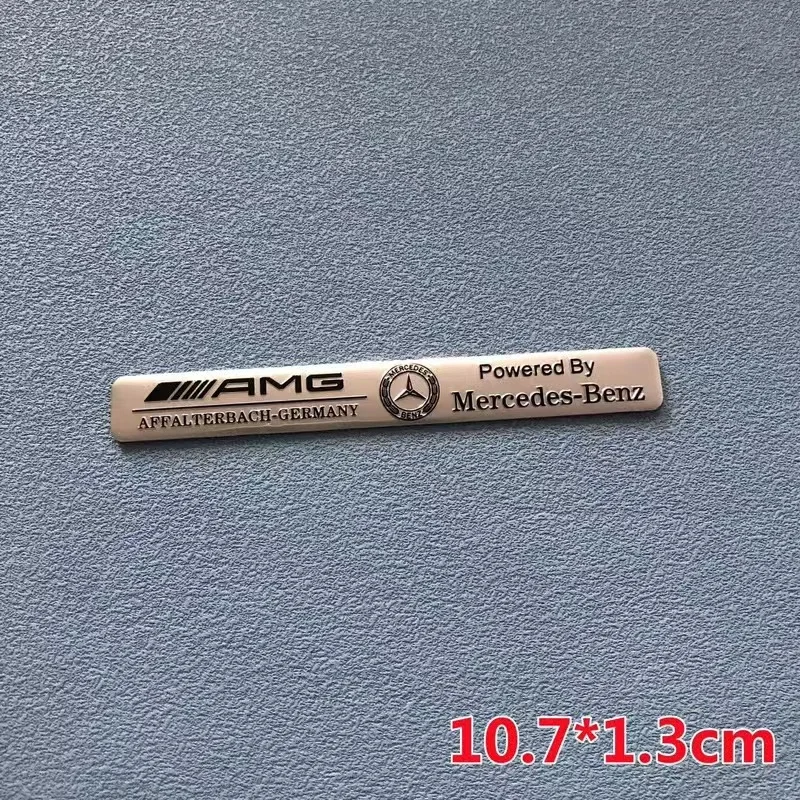 AMG
AFFALTERBACH-GERMANY
MERCEDES
BENZ
Powered By
Mercedes-Benz
10.7*1.3cm